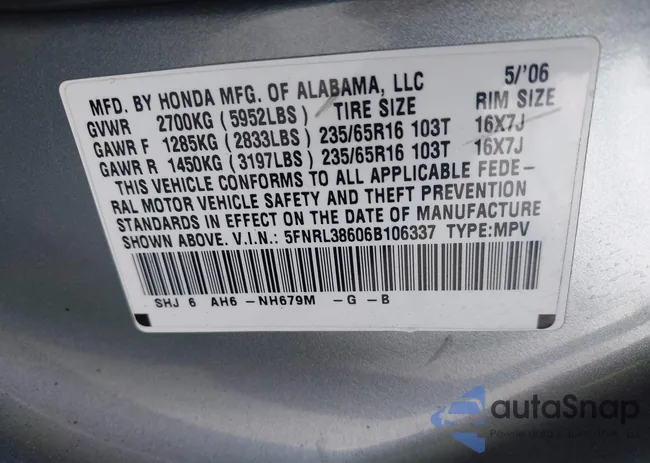 MFD. BY HONDA MFG. OF ALABAMA, LLC 5/'06
GVWR 2700KG (5952LBS) TIRE SIZE RIM SIZE
GAWR F 1285KG (2833LBS) 235/65R16 103T 16X7J
GAWR R 1450KG (3197LBS) 235/65R16 103T 16X7J
THIS VEHICLE CONFORMS TO ALL APPLICABLE FEDE-
RAL MOTOR VEHICLE SAFETY AND THEFT PREVENTION
STANDARDS IN EFFECT ON THE DATE OF MANUFACTURE
SHOWN ABOVE. V.I.N.: 5FNRL38606B106337 TYPE:MPV
SHJ 6 AH6 -NH679M -G -B
autoSnap